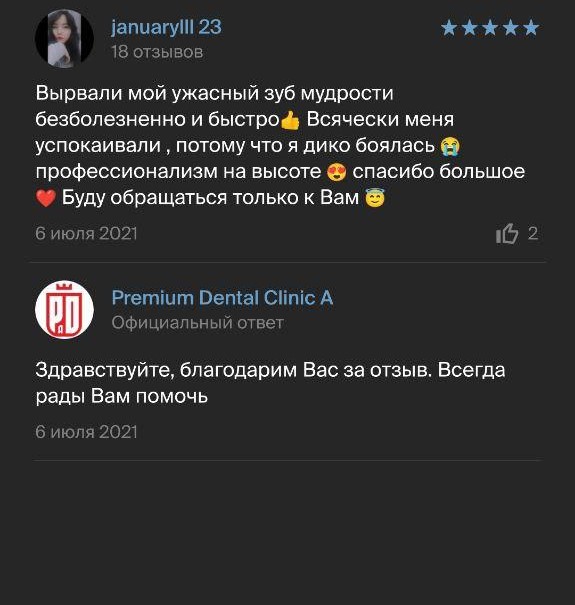 januarylll 23
18 отзывов
Вырвали мой ужасный зуб мудрости
безболезненно и быстро👍 Всячески меня
успокаивали , потому что я дико боялась 😭
профессионализм на высоте 😍 спасибо большое
❤️ Буду обращаться только к Вам 😇
6 июля 2021
2
Premium Dental Clinic A
Официальный ответ
Здравствуйте, благодарим Вас за отзыв. Всегда
рады Вам помочь
6 июля 2021